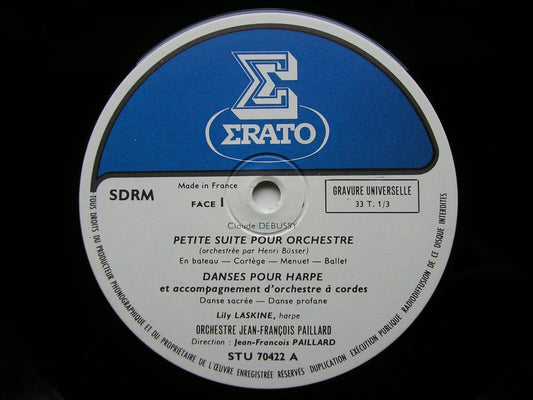 ΣRATO
SDRM
Made in France
FACE I
GRAVURE UNIVERSELLE
33 T. 1/3
Claude DEBUSSY
PETITE SUITE POUR ORCHESTRE
(orchestrée par Henri Büsser)
En bateau — Cortège — Menuet — Ballet
DANSES POUR HARPE
et accompagnement d'orchestre à cordes
Danse sacrée — Danse profane
Lily LASKINE, harpe
ORCHESTRE JEAN-FRANÇOIS PAILLARD
Direction : Jean-François PAILLARD
STU 70422 A
TOUS DROITS DU PRODUCTEUR PHONOGRAPHIQUE ET DU PROPRIÉTAIRE DE L'ŒUVRE ENREGISTRÉE RÉSERVÉS DUPLICATION EXÉCUTION PUBLIQUE RADIODIFFUSION DE CE DISQUE INTERDITES